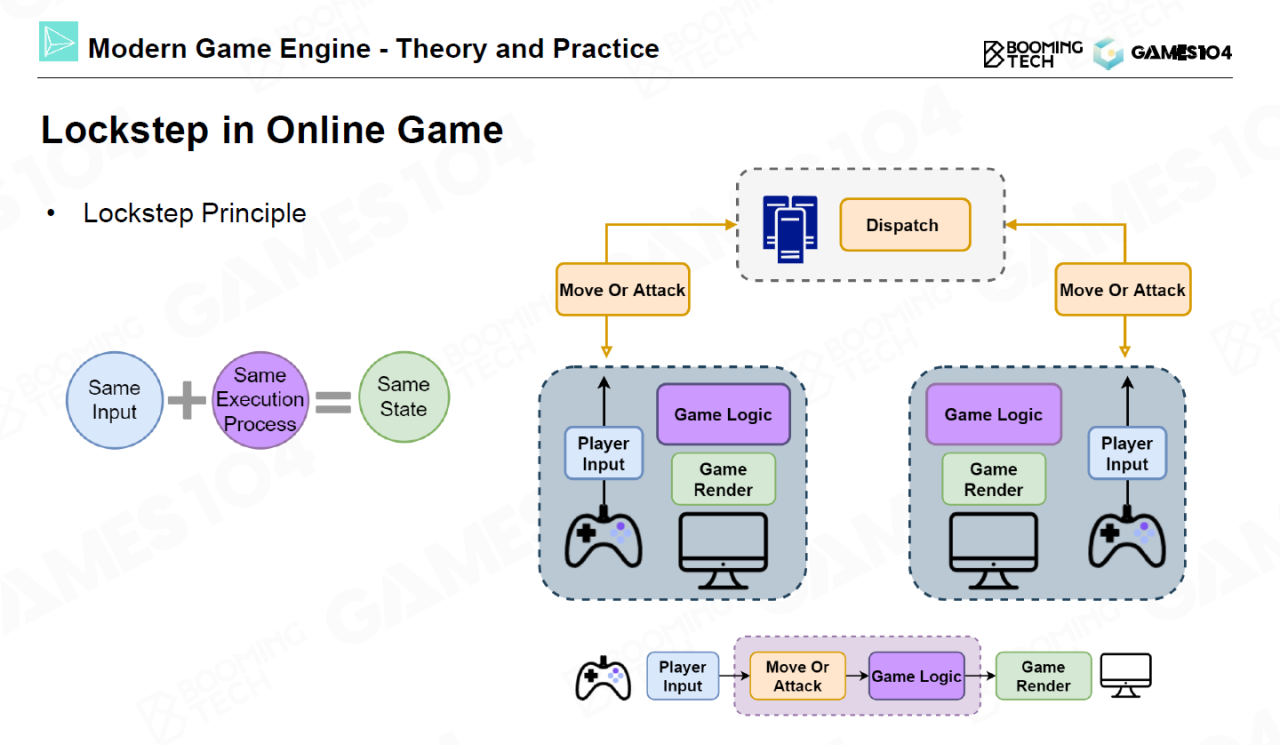 Modern Game Engine - Theory and Practice
BOOMING
TECH
GAMES104
Lockstep in Online Game
• Lockstep Principle
Same
Input
Same
Execution
Process
Same
State
Dispatch
Move Or Attack
Move Or Attack
Player
Input
Game Logic
Game
Render
Game Logic
Game
Render
Player
Input
Player
Input
Move Or
Attack
Game Logic
Game
Render